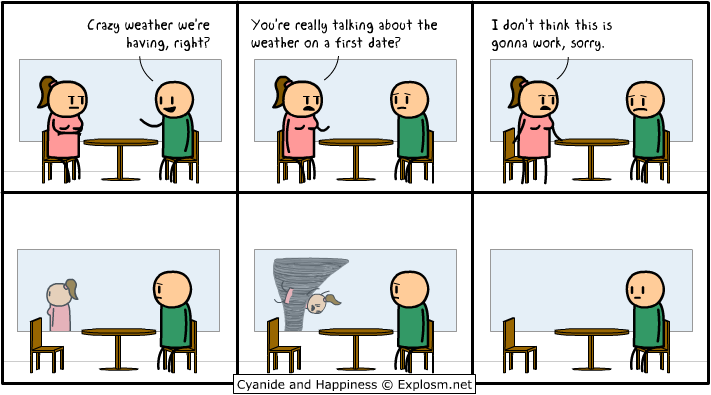 Crazy weather we're
having, right?
You're really talking about the
weather on a first date?
I don't think this is
gonna work, sorry.
Cyanide and Happiness © Explosm.net